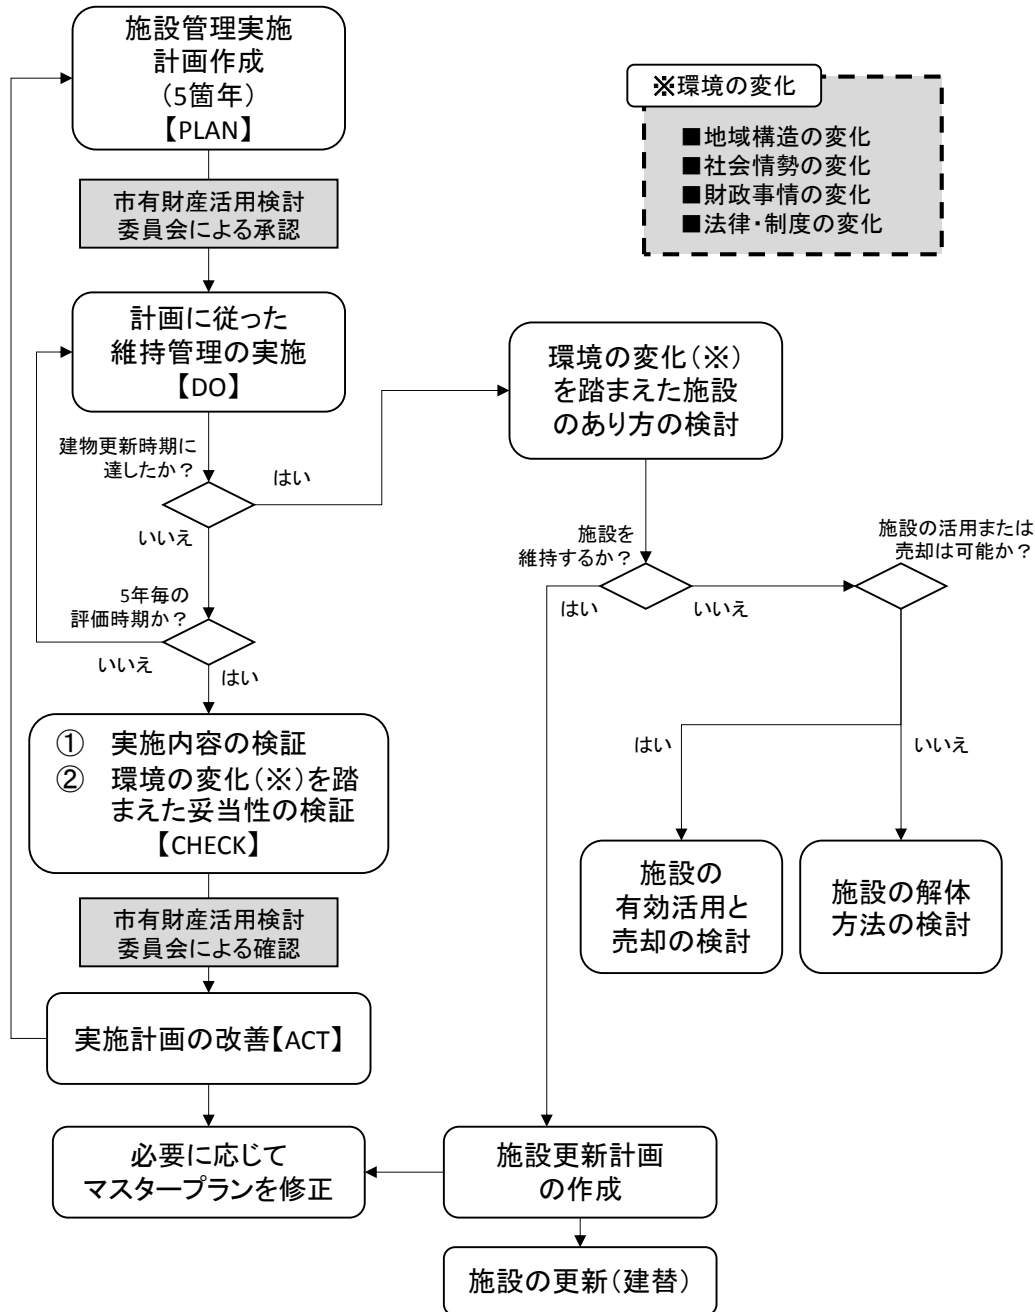 施設管理実施
計画作成
（5箇年）
【PLAN】
市有財産活用検討
委員会による承認
計画に従った
維持管理の実施
【DO】
建物更新時期に
達したか？
はい
いいえ
5年毎の
評価時期か？
いいえ
はい
① 実施内容の検証
② 環境の変化（※）を踏
まえた妥当性の検証
【CHECK】
市有財産活用検討
委員会による確認
実施計画の改善【ACT】
必要に応じて
マスタープランを修正
※環境の変化
■地域構造の変化
■社会情勢の変化
■財政事情の変化
■法律・制度の変化
環境の変化（※）
を踏まえた施設
のあり方の検討
施設を
維持するか？
はい
いいえ
施設の活用または
売却は可能か？
はい
いいえ
施設の
有効活用と
売却の検討
施設の解体
方法の検討
施設更新計画
の作成
施設の更新（建替）